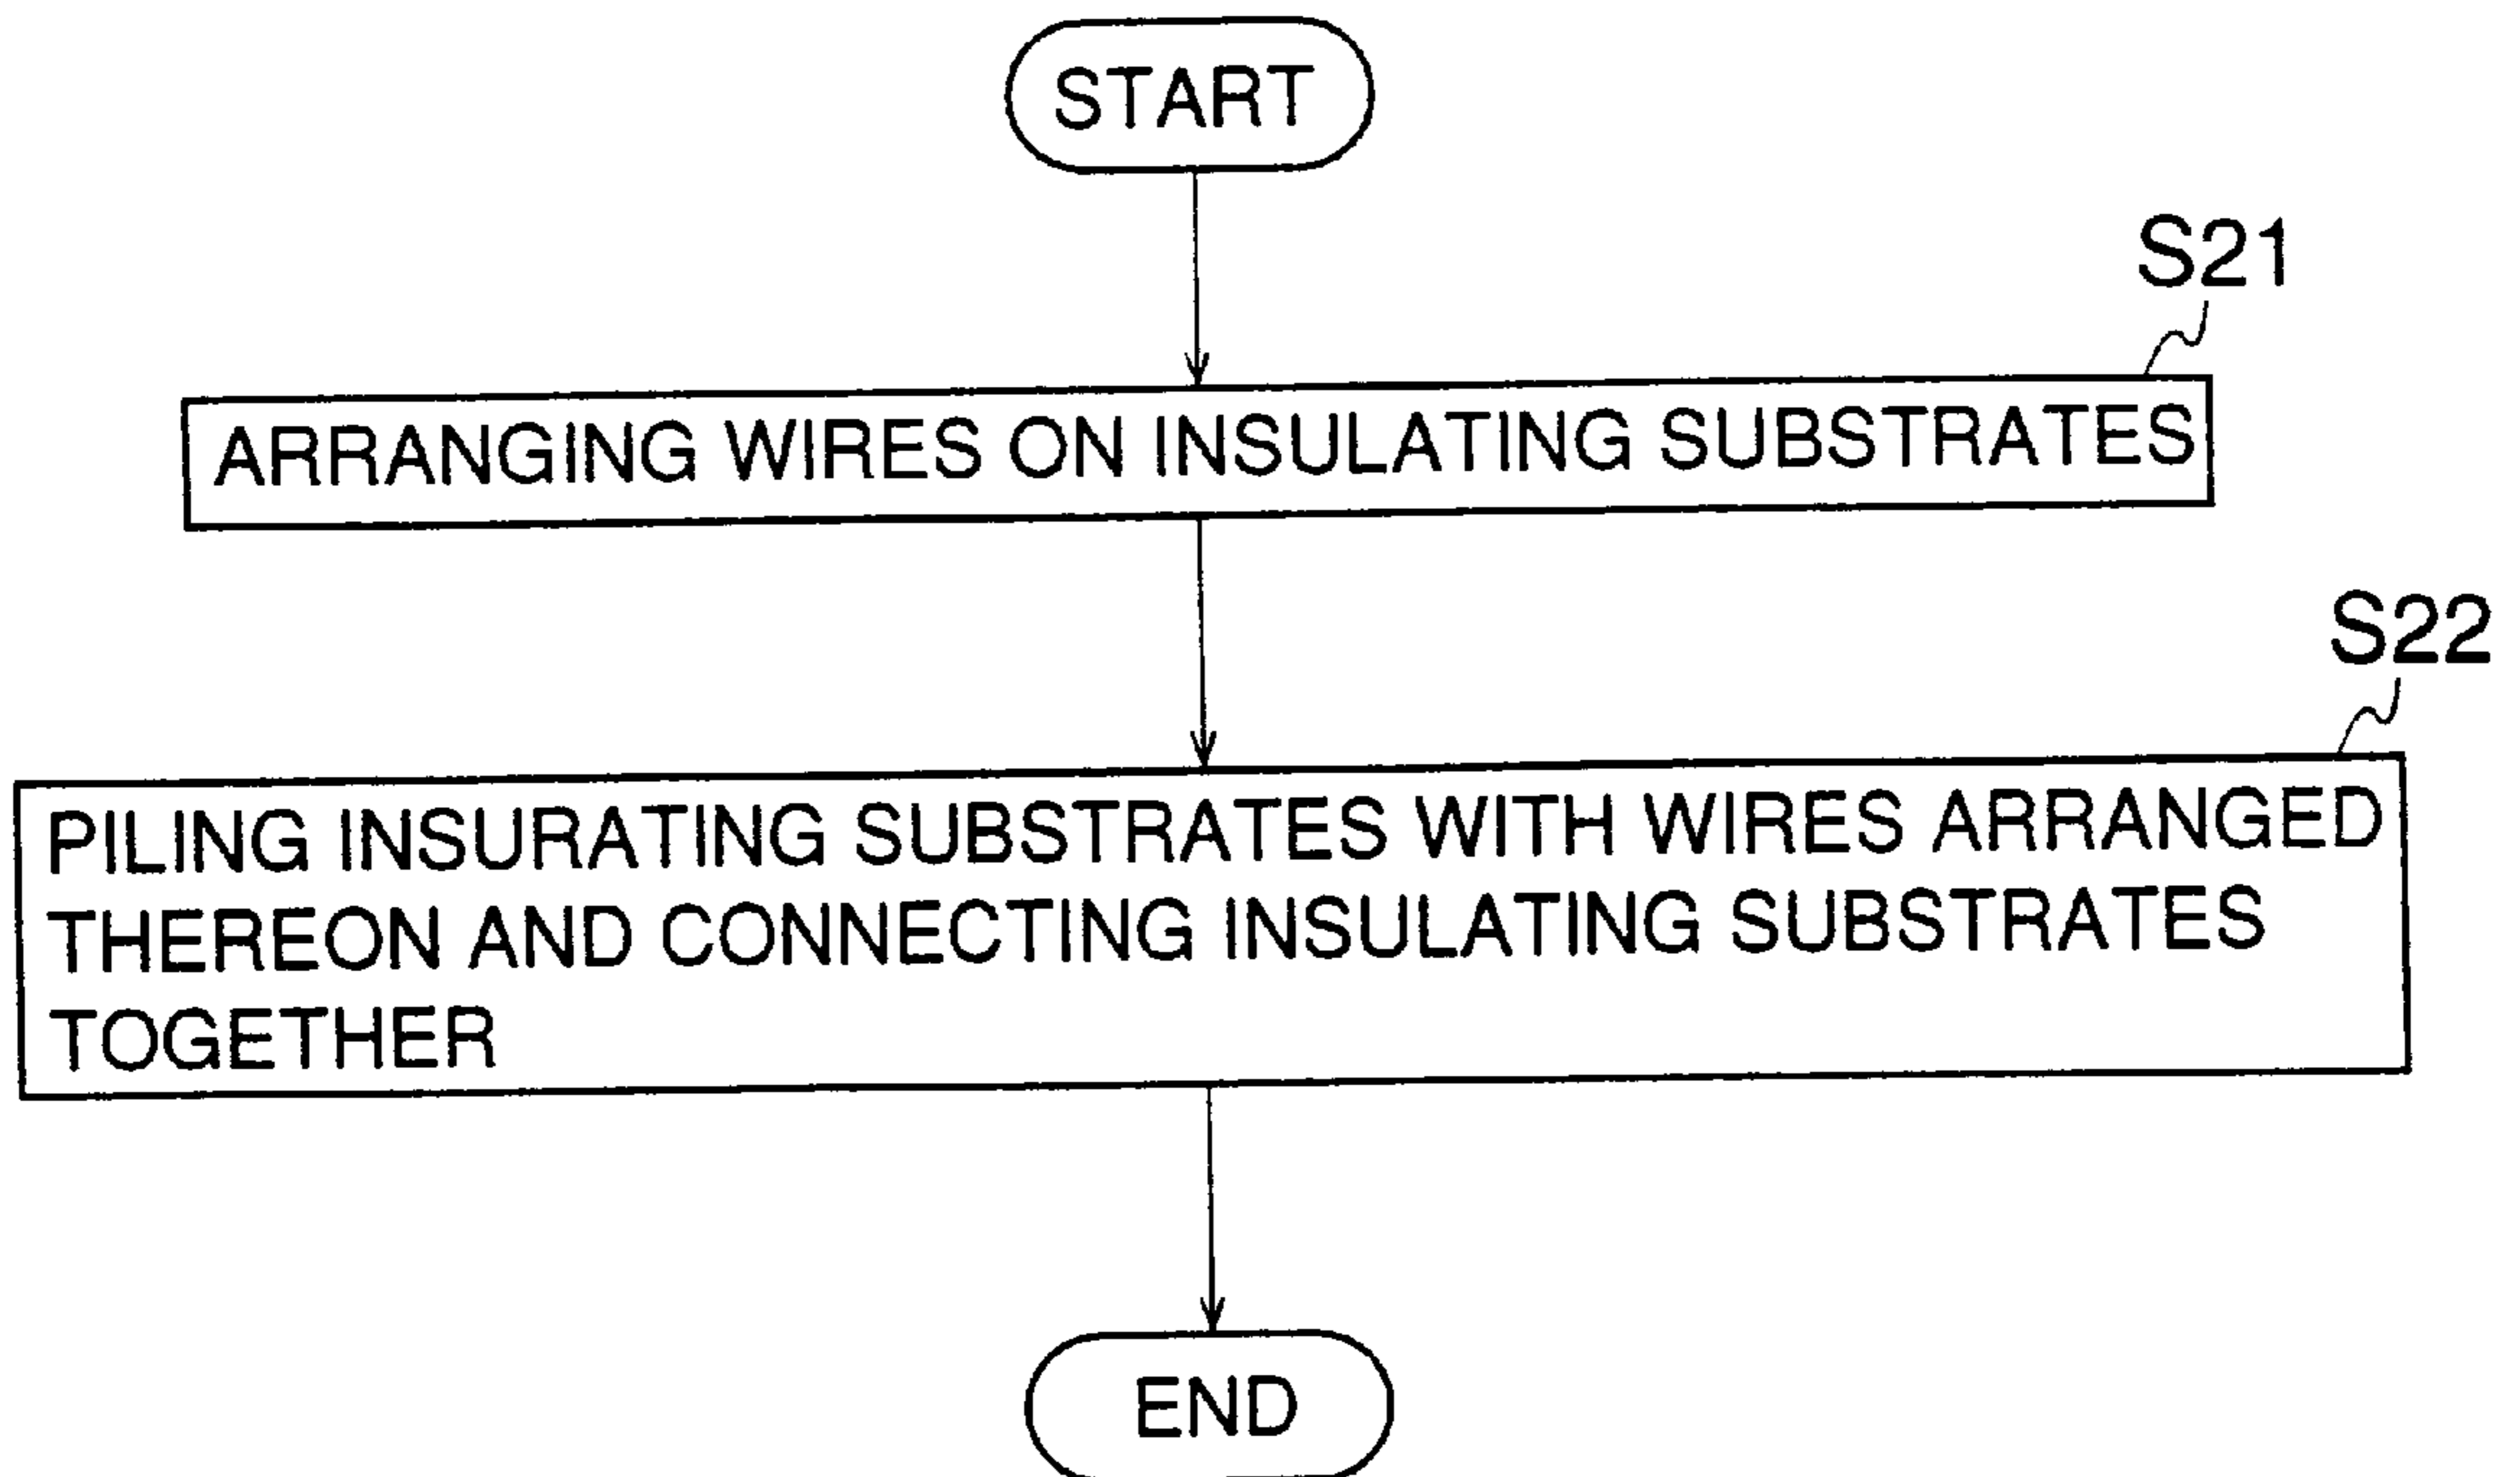 START
S21
ARRANGING WIRES ON INSULATING SUBSTRATES
S22
PILING INSURATING SUBSTRATES WITH WIRES ARRANGED
THEREON AND CONNECTING INSULATING SUBSTRATES
TOGETHER
END